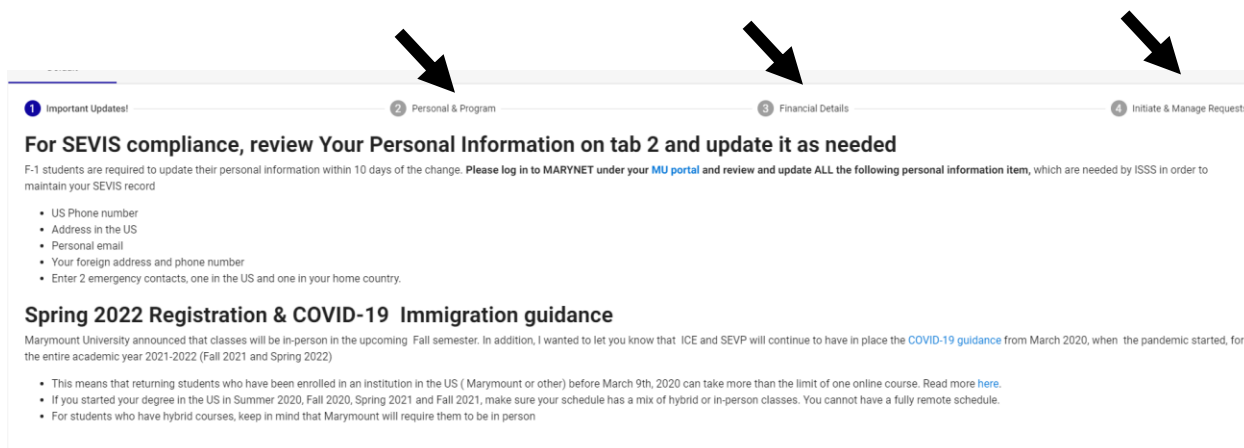 1 Important Updates! 2 Personal & Program 3 Financial Details 4 Initiate & Manage Requests
For SEVIS compliance, review Your Personal Information on tab 2 and update it as needed
F-1 students are required to update their personal information within 10 days of the change. Please log in to MARYNET under your MU portal and review and update ALL the following personal information item, which are needed by ISSS in order to
maintain your SEVIS record
• US Phone number
• Address in the US
• Personal email
• Your foreign address and phone number
• Enter 2 emergency contacts, one in the US and one in your home country.
Spring 2022 Registration & COVID-19 Immigration guidance
Marymount University announced that classes will be in-person in the upcoming Fall semester. In addition, I wanted to let you know that ICE and SEVP will continue to have in place the COVID-19 guidance from March 2020, when the pandemic started, for
the entire academic year 2021-2022 (Fall 2021 and Spring 2022)
• This means that returning students who have been enrolled in an institution in the US ( Marymount or other) before March 9th, 2020 can take more than the limit of one online course. Read more here.
• If you started your degree in the US in Summer 2020, Fall 2020, Spring 2021 and Fall 2021, make sure your schedule has a mix of hybrid or in-person classes. You cannot have a fully remote schedule.
• For students who have hybrid courses, keep in mind that Marymount will require them to be in person